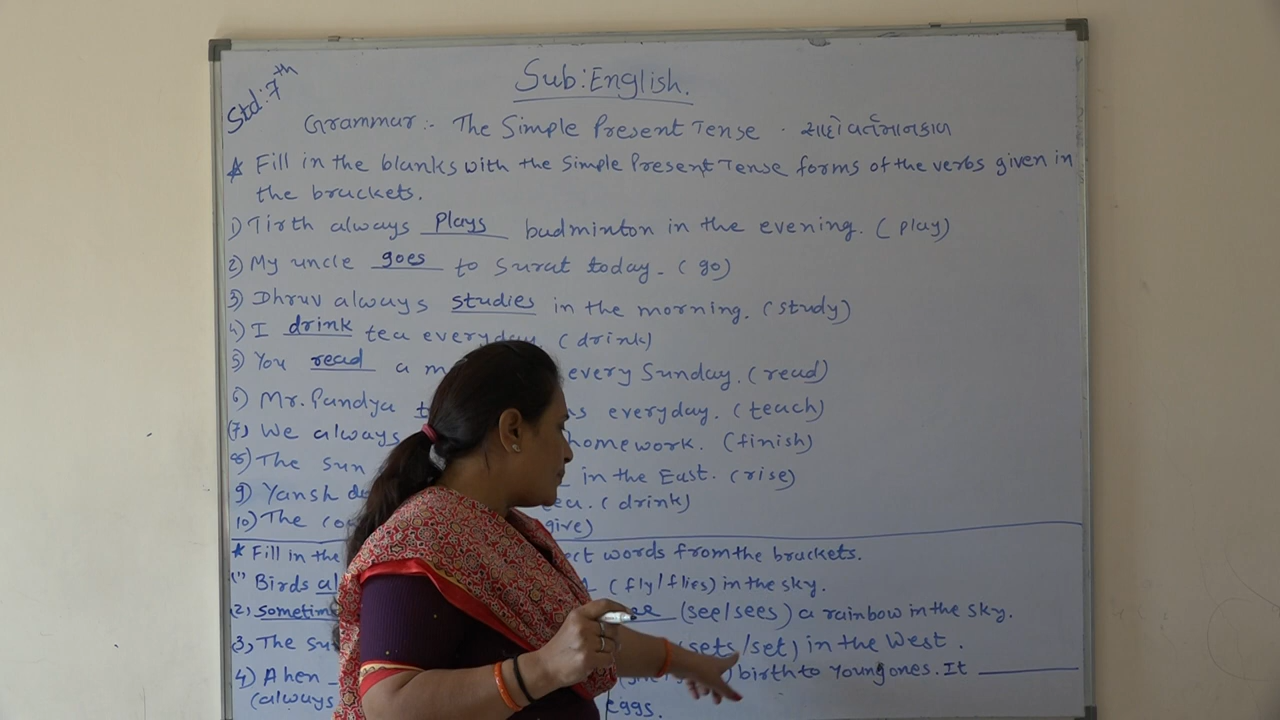 Std:7th
Sub:English.
Grammar:- The Simple Present Tense. સાદો વર્તમાનકાળ
* Fill in the blanks with the Simple Present Tense forms of the verbs given in
the brackets.
1) Tirth always plays badminton in the evening. (play)
2) My uncle goes to Surat today. (go)
3) Dhruv always studies in the morning. (study)
4) I drink tea everyday. (drink)
5) You read a every Sunday. (read)
6) Mr. Pandya everyday. (teach)
(7) We always homework. (finish)
8) The sun in the East. (rise)
9) Yansh tea. (drink)
10) The give)
* Fill in the words from the brackets.
(1) Birds (fly/flies) in the sky.
(2) see (see/sees) a rainbow in the sky.
3) The (sets/set) in the West.
4) A hen birth to young ones. It ____
(always eggs.